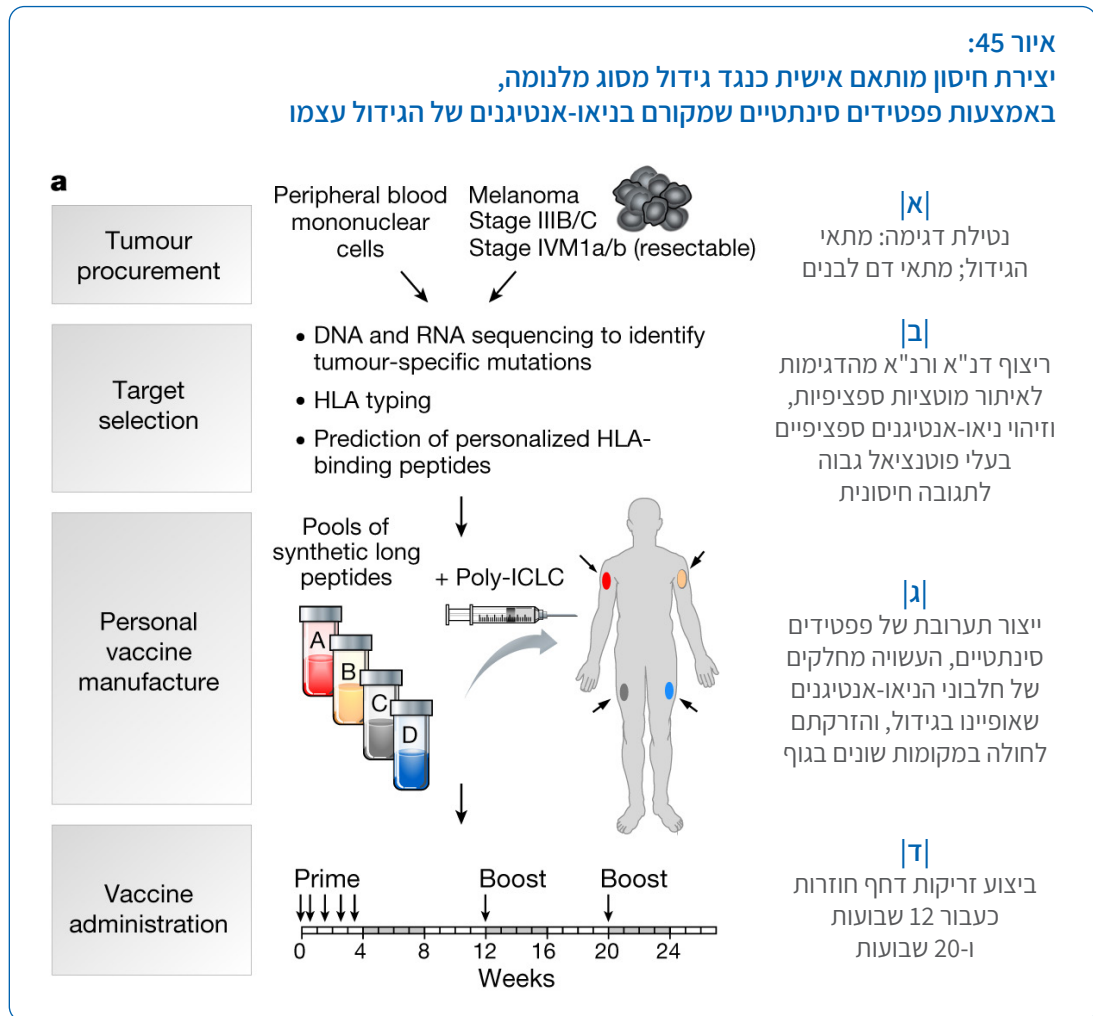 איור 45:
יצירת חיסון מותאם אישית כנגד גידול מסוג מלנומה,
באמצעות פפטידים סינתטיים שמקורם בניאו-אנטיגנים של הגידול עצמו
a
Tumour
procurement
Peripheral blood
mononuclear
cells
Melanoma
Stage IIIB/C
Stage IVM1a/b (resectable)
|א|
נטילת דגימה: מתאי
הגידול; מתאי דם לבנים
Target
selection
• DNA and RNA sequencing to identify
tumour-specific mutations
• HLA typing
• Prediction of personalized HLA-
binding peptides
|ב|
ריצוף דנ"א ורנ"א מהדגימות
לאיתור מוטציות ספציפיות,
וזיהוי ניאו-אנטיגנים ספציפיים
בעלי פוטנציאל גבוה
לתגובה חיסונית
Personal
vaccine
manufacture
Pools of
synthetic long
peptides
+ Poly-ICLC
A
B
C
D
|ג|
ייצור תערובת של פפטידים
סינתטיים, העשויה מחלקים
של חלבוני הניאו-אנטיגנים
שאופיינו בגידול, והזרקתם
לחולה במקומות שונים בגוף
Vaccine
administration
Prime
Boost
Boost
0 4 8 12 16 20 24
Weeks
|ד|
ביצוע זריקות דחף חוזרות
כעבור 12 שבועות
ו-20 שבועות